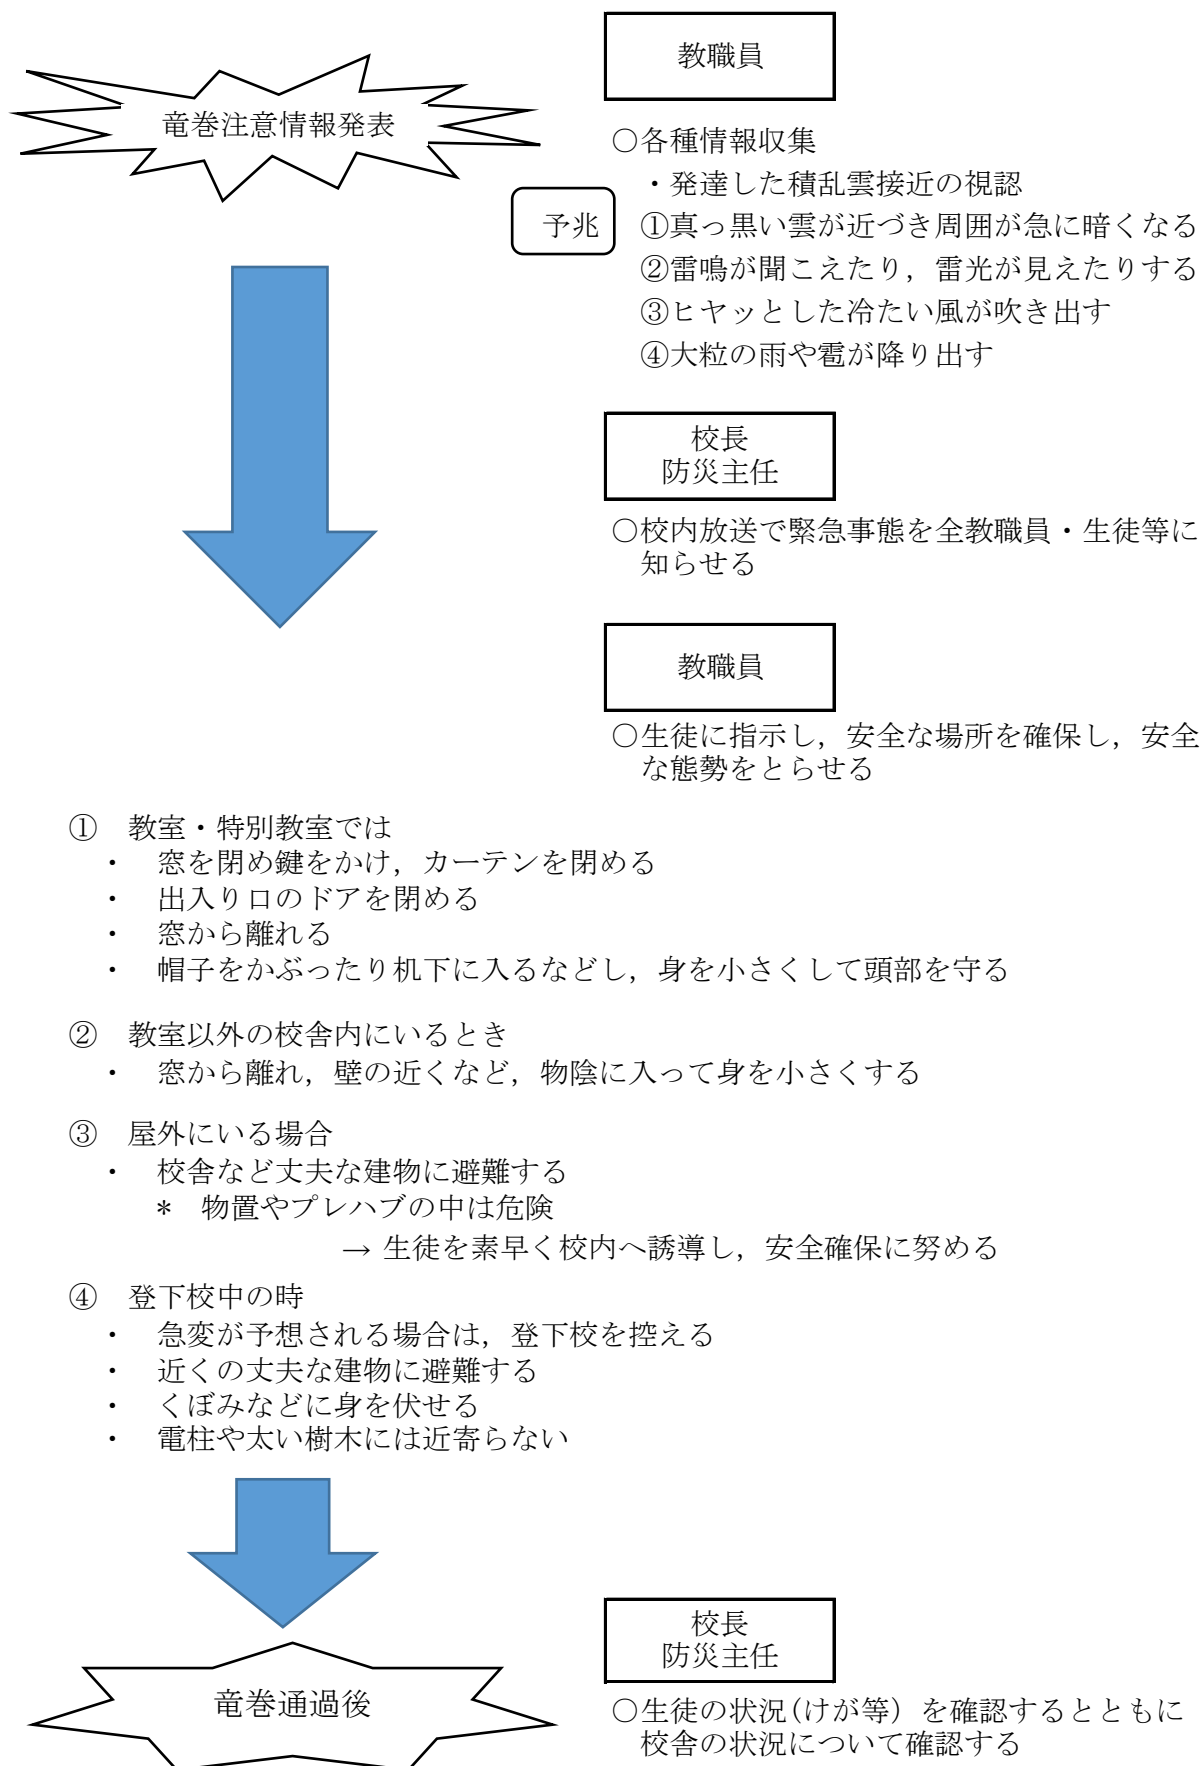 教職員
竜巻注意情報発表
○各種情報収集
・発達した積乱雲接近の視認
予兆
①真っ黒い雲が近づき周囲が急に暗くなる
②雷鳴が聞こえたり，雷光が見えたりする
③ヒヤッとした冷たい風が吹き出す
④大粒の雨や雹が降り出す
校長
防災主任
○校内放送で緊急事態を全教職員・生徒等に
知らせる
教職員
○生徒に指示し，安全な場所を確保し，安全
な態勢をとらせる
①　教室・特別教室では
・　窓を閉め鍵をかけ，カーテンを閉める
・　出入り口のドアを閉める
・　窓から離れる
・　帽子をかぶったり机下に入るなどし，身を小さくして頭部を守る
②　教室以外の校舎内にいるとき
・　窓から離れ，壁の近くなど，物陰に入って身を小さくする
③　屋外にいる場合
・　校舎など丈夫な建物に避難する
*　物置やプレハブの中は危険
→ 生徒を素早く校内へ誘導し，安全確保に努める
④　登下校中の時
・　急変が予想される場合は，登下校を控える
・　近くの丈夫な建物に避難する
・　くぼみなどに身を伏せる
・　電柱や太い樹木には近寄らない
校長
防災主任
竜巻通過後
○生徒の状況(けが等）を確認するとともに
校舎の状況について確認する